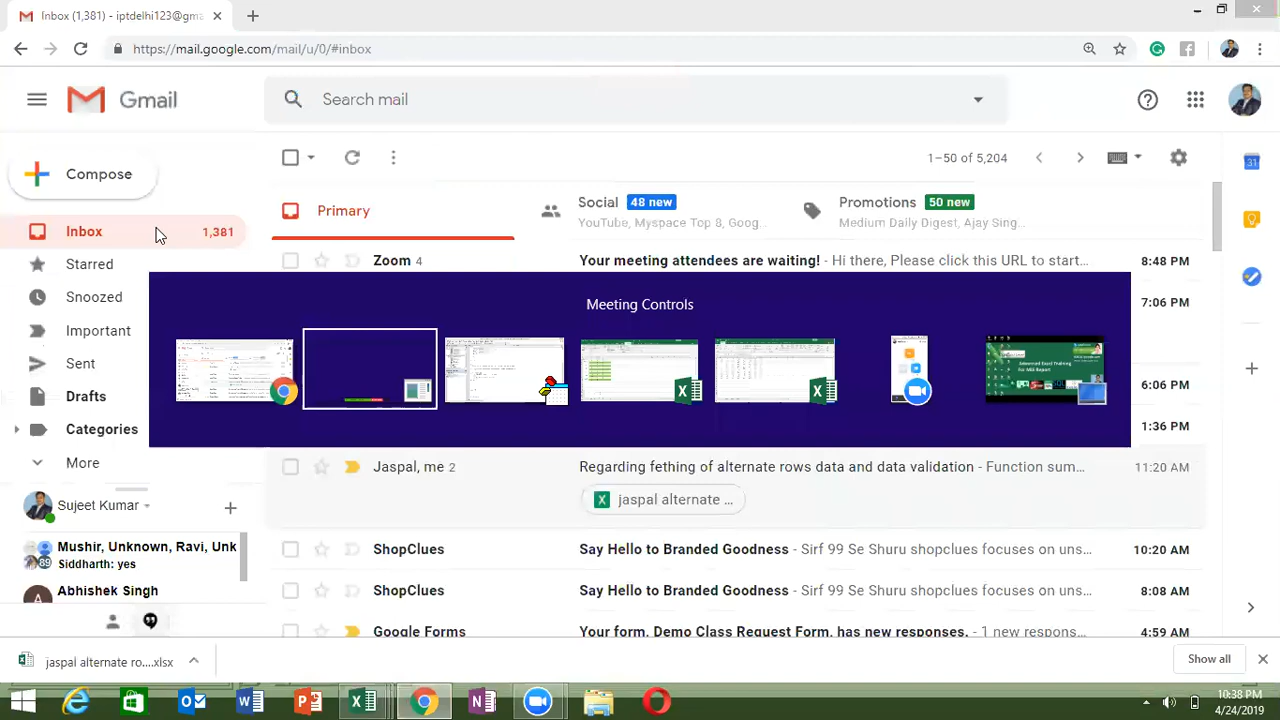 Inbox (1,381) - iptdelhi123@gm
https://mail.google.com/mail/u/0/#inbox
Gmail
Search mail
Compose
1–50 of 5,204
Primary
Social 48 new
YouTube, Myspace Top 8, Goog..
Promotions 50 new
Medium Daily Digest, Ajay Sing..
31
Inbox 1,381
Starred
Snoozed
Important
Sent
Drafts
Categories
More
Zoom 4 Your meeting attendees are waiting! - Hi there, Please click this URL to start... 8:48 PM
7:06 PM
Meeting Controls
Advanced Excel Training
For MIS Report
6:06 PM
1:36 PM
Jaspal, me 2 Regarding fething of alternate rows data and data validation - Function sum... 11:20 AM
jaspal alternate ...
ShopClues Say Hello to Branded Goodness - Sirf 99 Se Shuru shopclues focuses on uns... 10:20 AM
ShopClues Say Hello to Branded Goodness - Sirf 99 Se Shuru shopclues focuses on uns... 8:08 AM
Google Forms Your form, Demo Class Request Form, has new responses. - 1 new respons... 4:59 AM
Sujeet Kumar
Mushir, Unknown, Ravi, Unk
89
Siddharth: yes
A
Abhishek Singh
jaspal alternate ro....xlsx
Show all
10:38 PM
4/24/2019